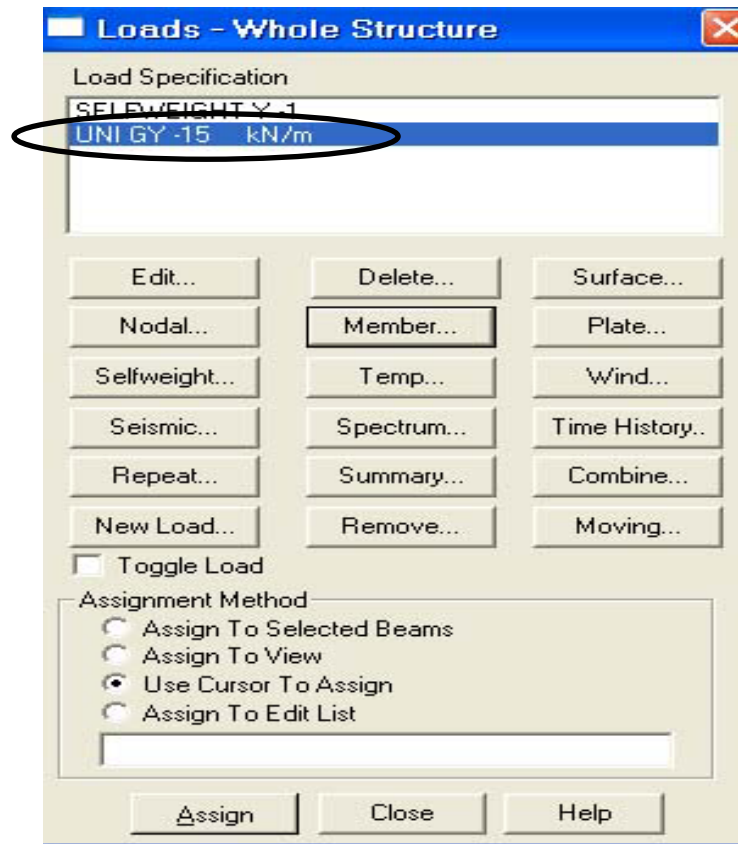 Loads - Whole Structure
Load Specification
SELFWEIGHT Y -1
UNI GY -15 kN/m
Edit... Delete... Surface...
Nodal... Member... Plate...
Selfweight... Temp... Wind...
Seismic... Spectrum... Time History..
Repeat... Summary... Combine...
New Load... Remove... Moving...
Toggle Load
Assignment Method
Assign To Selected Beams
Assign To View
Use Cursor To Assign
Assign To Edit List
Assign Close Help